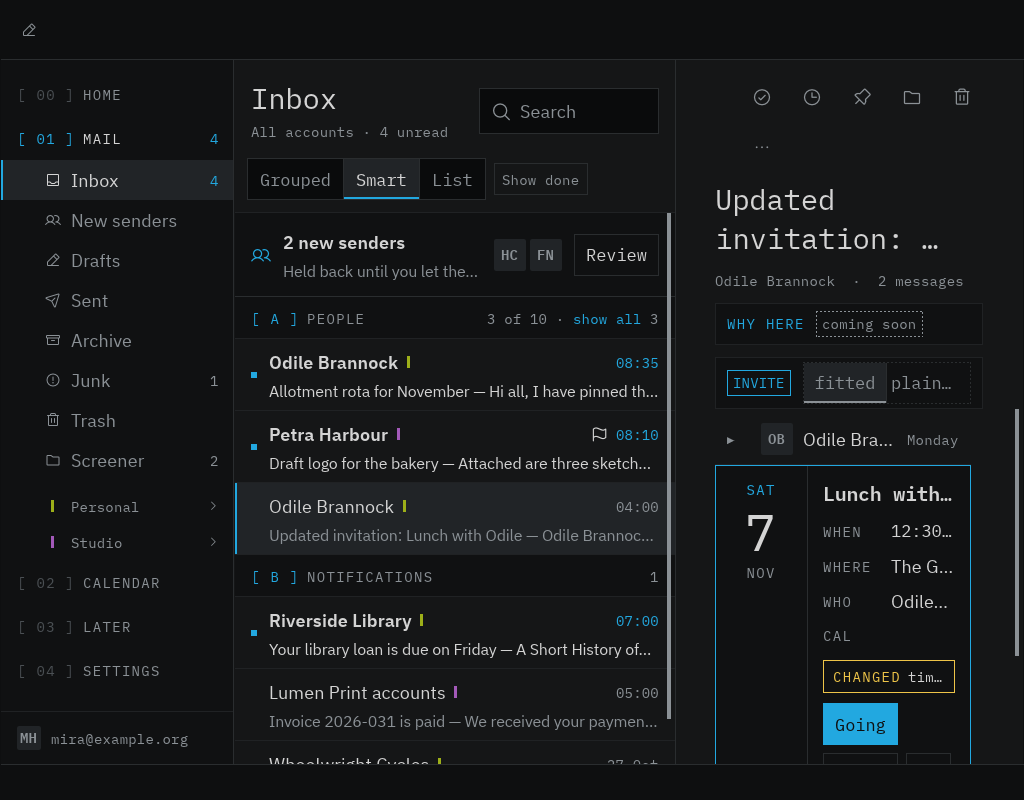 [ 00 ] HOME
[ 01 ] MAIL 4
Inbox 4
New senders
Drafts
Sent
Archive
Junk 1
Trash
Screener 2
Personal
Studio
[ 02 ] CALENDAR
[ 03 ] LATER
[ 04 ] SETTINGS
MH mira@example.org
Inbox
All accounts · 4 unread
Search
Grouped Smart List Show done
2 new senders
Held back until you let the...
HC FN Review
[ A ] PEOPLE 3 of 10 · show all 3
Odile Brannock 08:35
Allotment rota for November — Hi all, I have pinned th...
Petra Harbour 08:10
Draft logo for the bakery — Attached are three sketch...
Odile Brannock 04:00
Updated invitation: Lunch with Odile — Odile Brannoc...
[ B ] NOTIFICATIONS 1
Riverside Library 07:00
Your library loan is due on Friday — A Short History of...
Lumen Print accounts 05:00
Invoice 2026-031 is paid — We received your paymen...
Wheelwright Cycles 27 Oct
...
Updated
invitation: …
Odile Brannock · 2 messages
WHY HERE coming soon
INVITE fitted plain…
▸ OB Odile Bra... Monday
SAT
7
NOV
Lunch with…
WHEN 12:30…
WHERE The G...
WHO Odile...
CAL
CHANGED tim…
Going